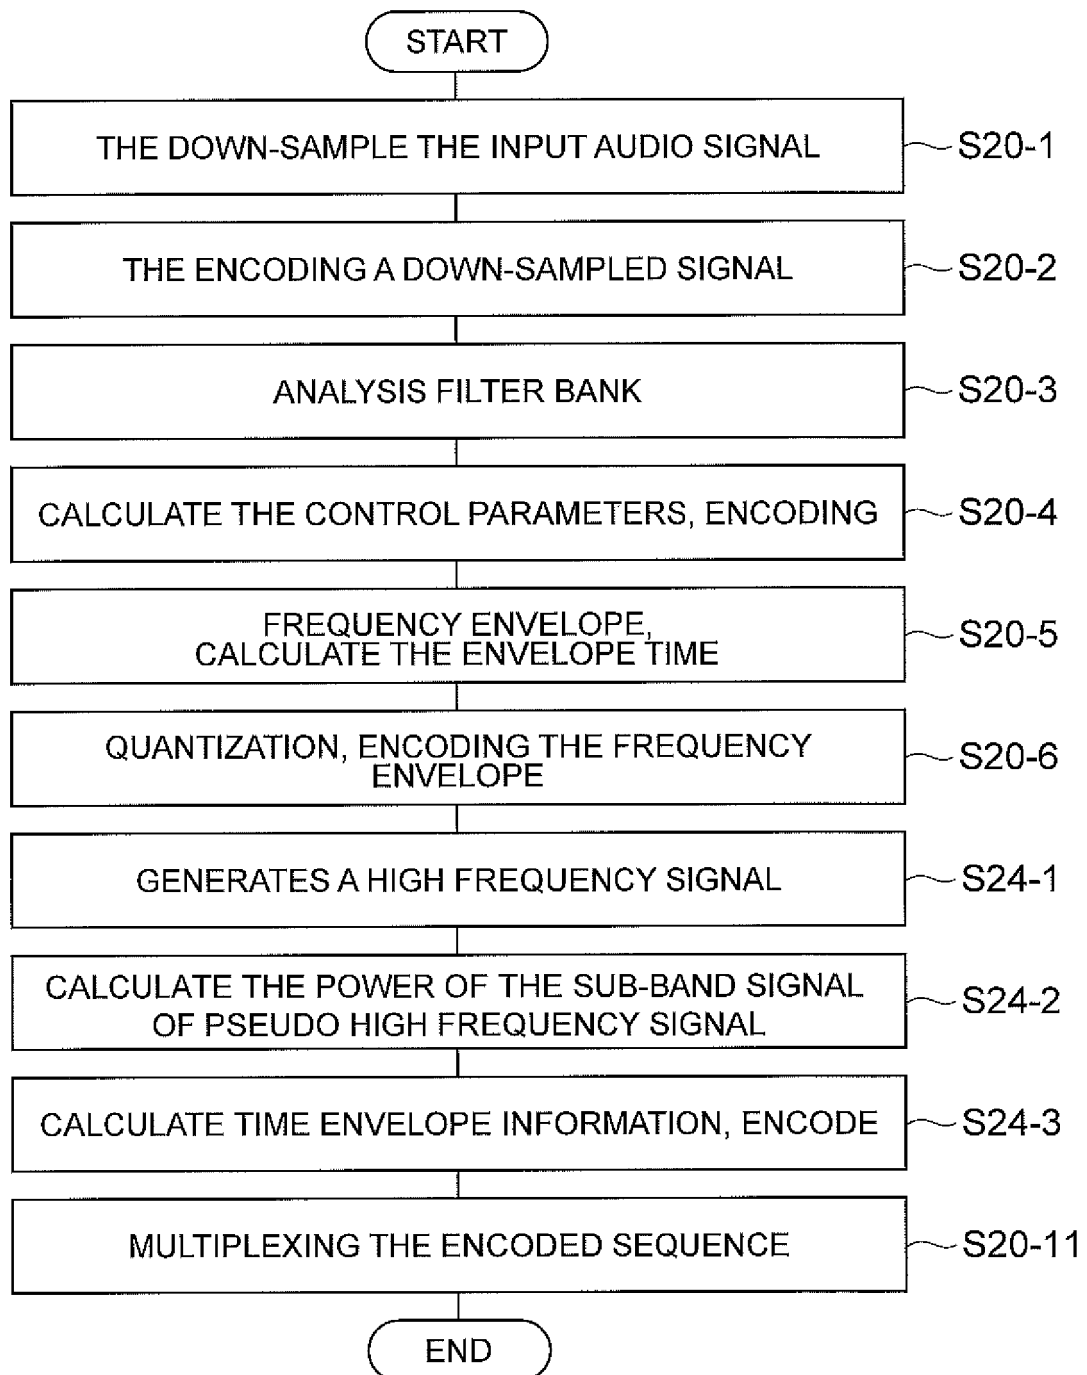 START
THE DOWN-SAMPLE THE INPUT AUDIO SIGNAL
S20-1
THE ENCODING A DOWN-SAMPLED SIGNAL
S20-2
ANALYSIS FILTER BANK
S20-3
CALCULATE THE CONTROL PARAMETERS, ENCODING
S20-4
FREQUENCY ENVELOPE,
CALCULATE THE ENVELOPE TIME
S20-5
QUANTIZATION, ENCODING THE FREQUENCY
ENVELOPE
S20-6
GENERATES A HIGH FREQUENCY SIGNAL
S24-1
CALCULATE THE POWER OF THE SUB-BAND SIGNAL
OF PSEUDO HIGH FREQUENCY SIGNAL
S24-2
CALCULATE TIME ENVELOPE INFORMATION, ENCODE
S24-3
MULTIPLEXING THE ENCODED SEQUENCE
S20-11
END